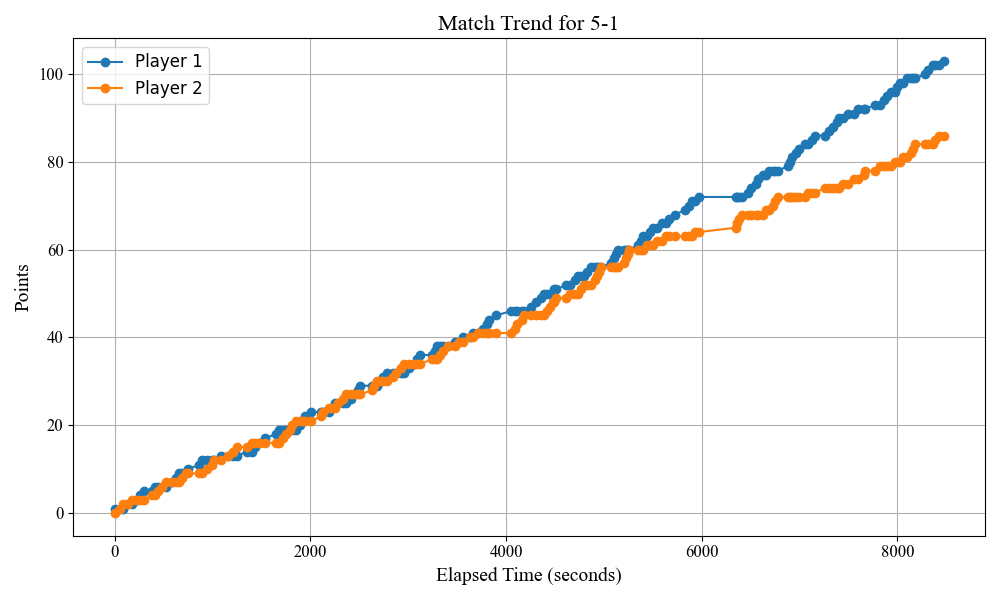 Match Trend for 5-1
Player 1
Player 2
100
80
60
40
20
0
Points
0 2000 4000 6000 8000
Elapsed Time (seconds)